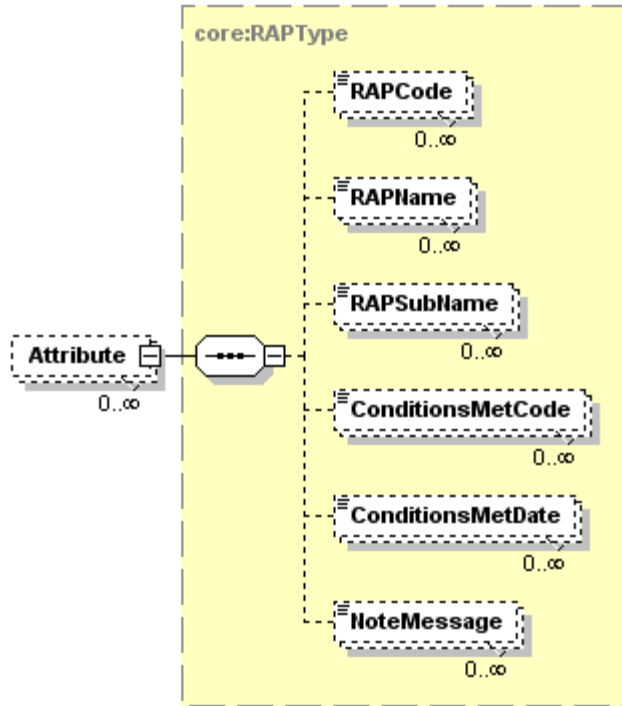 core:RAPType
RAPCode
0..∞
RAPName
0..∞
RAPSubName
0..∞
Attribute
0..∞
ConditionsMetCode
0..∞
ConditionsMetDate
0..∞
NoteMessage
0..∞